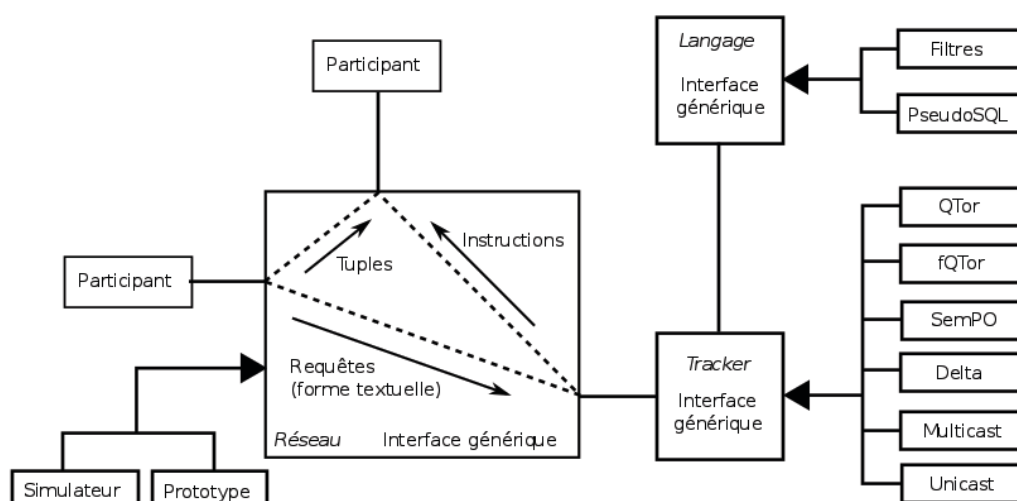 Participant
Langage
Interface
générique
Filtres
PseudoSQL
Participant
Tuples
Instructions
Requêtes
(forme textuelle)
Réseau
Interface générique
Simulateur
Prototype
Tracker
Interface
générique
QTor
fQTor
SemPO
Delta
Multicast
Unicast